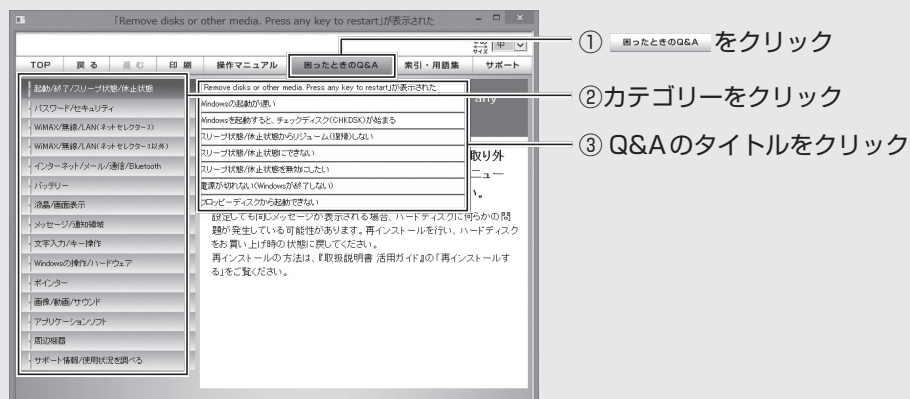 「Remove disks or other media. Press any key to restart」が表示された
サイズ 中
TOP 戻る 進む 印刷 操作マニュアル 困ったときのQ&A 索引・用語集 サポート
起動/終了/スリープ状態/休止状態
パスワード/セキュリティ
WiMAX/無線/LAN(ネットセレクター3)
WiMAX/無線/LAN(ネットセレクター3以外)
インターネット/メール/通信/Bluetooth
バッテリー
液晶/画面表示
メッセージ/通知領域
文字入力/キー操作
Windowsの操作/ハードウェア
ポインター
画像/動画/サウンド
アプリケーションソフト
周辺機器
サポート情報/使用状況を調べる
「Remove disks or other media. Press any key to restart」が表示された
Windowsの起動が遅い
Windowsを起動すると、チェックディスク(CHKDSK)が始まる
スリープ状態/休止状態からリジューム(復帰)しない
スリープ状態/休止状態にできない
スリープ状態/休止状態を無効にしたい
電源が切れない(Windowsが終了しない)
フロッピーディスクから起動できない
any
取り外
ニュー
い。
設定しても同じメッセージが表示される場合、ハードディスクに何らかの問
題が発生している可能性があります。再インストールを行い、ハードディスク
をお買い上げ時の状態に戻してください。
再インストールの方法は、『取扱説明書 活用ガイド』の「再インストールす
る」をご覧ください。
① 困ったときのQ&A をクリック
②カテゴリーをクリック
③ Q&Aのタイトルをクリック